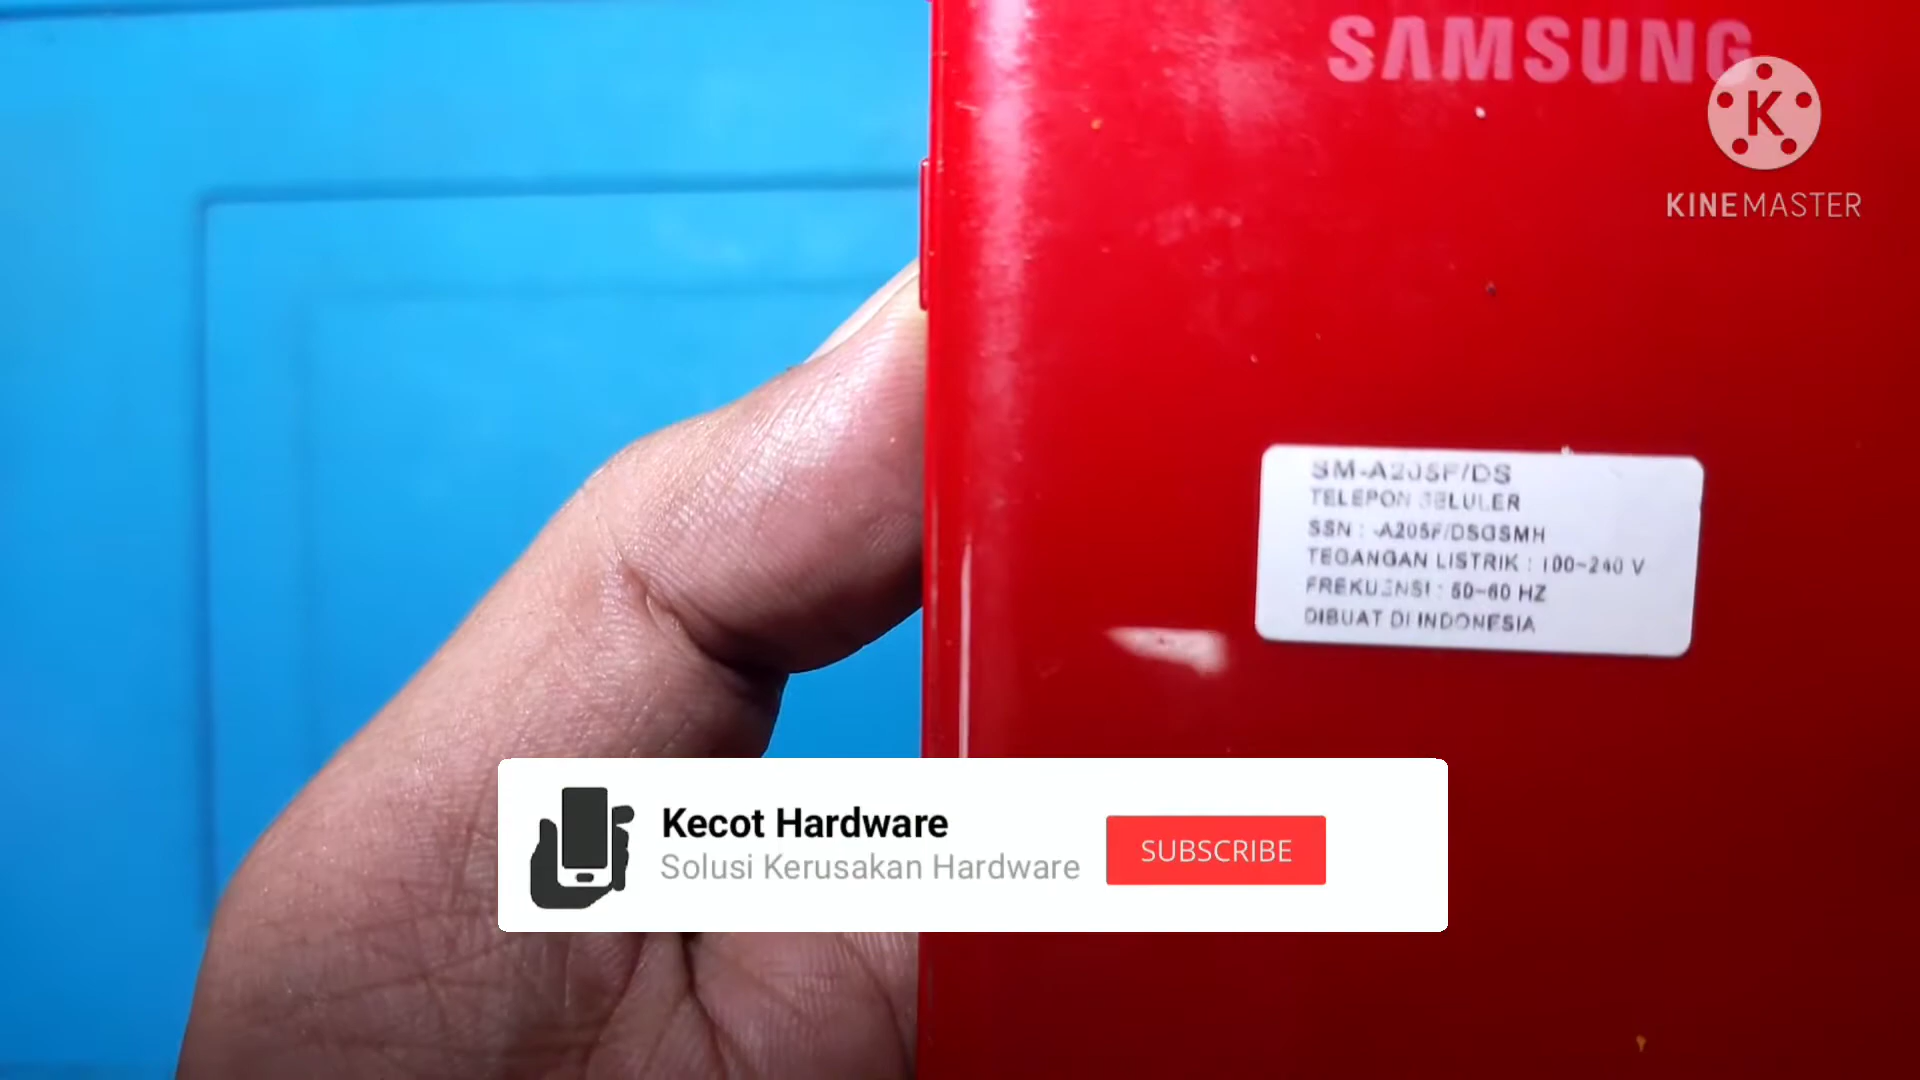 SAMSUNG
K
KINEMASTER
SM-A205F/DS
TELEPON SELULER
SSN : -A205F/DSGSMH
TEGANGAN LISTRIK : 100-240 V
FREKUENSI : 50-60 HZ
DIBUAT DI INDONESIA
Kecot Hardware
Solusi Kerusakan Hardware
SUBSCRIBE